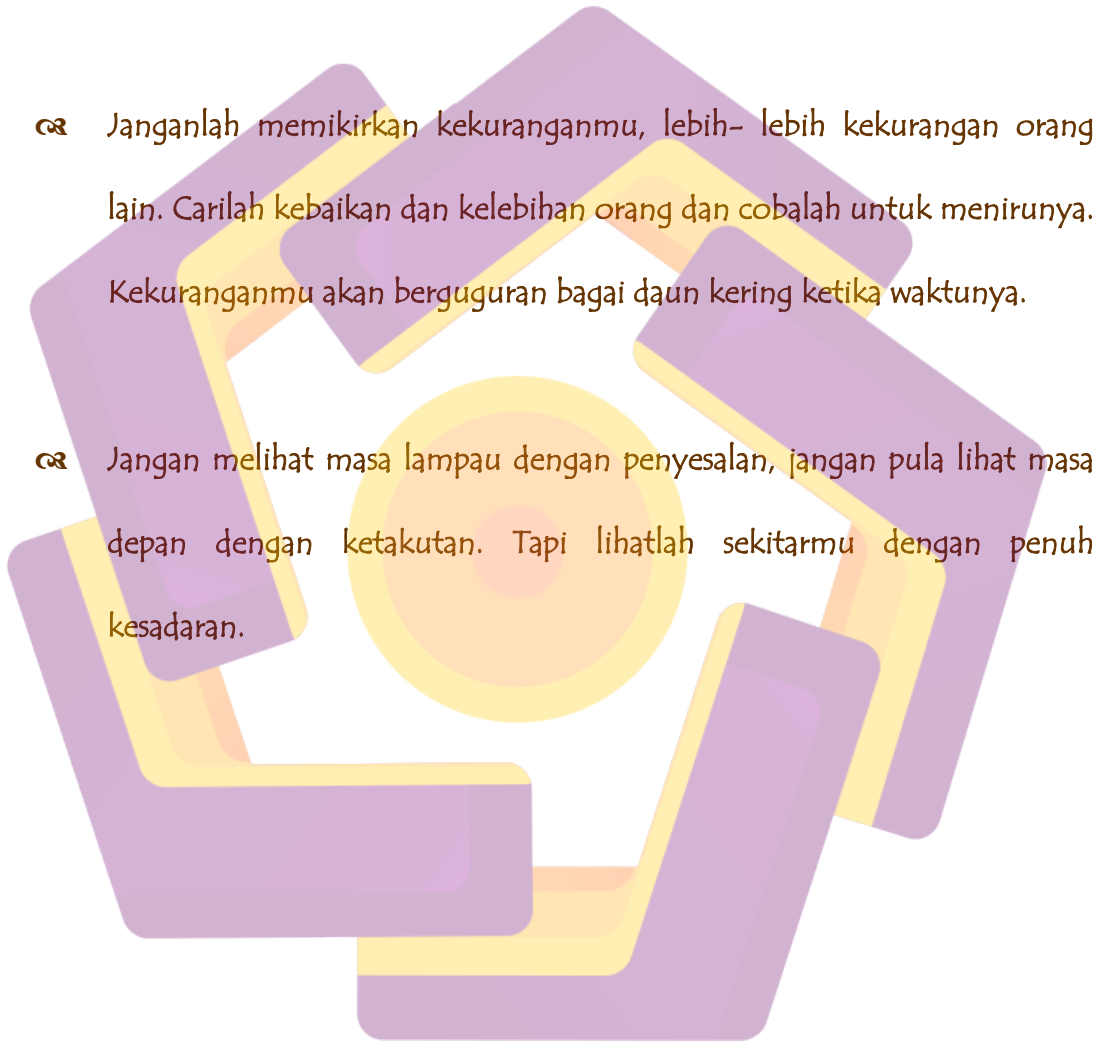 Janganlah memikirkan kekuranganmu, lebih- lebih kekurangan orang
lain. Carilah kebaikan dan kelebihan orang dan cobalah untuk menirunya.
Kekuranganmu akan berguguran bagai daun kering ketika waktunya.
Jangan melihat masa lampau dengan penyesalan, jangan pula lihat masa
depan dengan ketakutan. Tapi lihatlah sekitarmu dengan penuh
kesadaran.